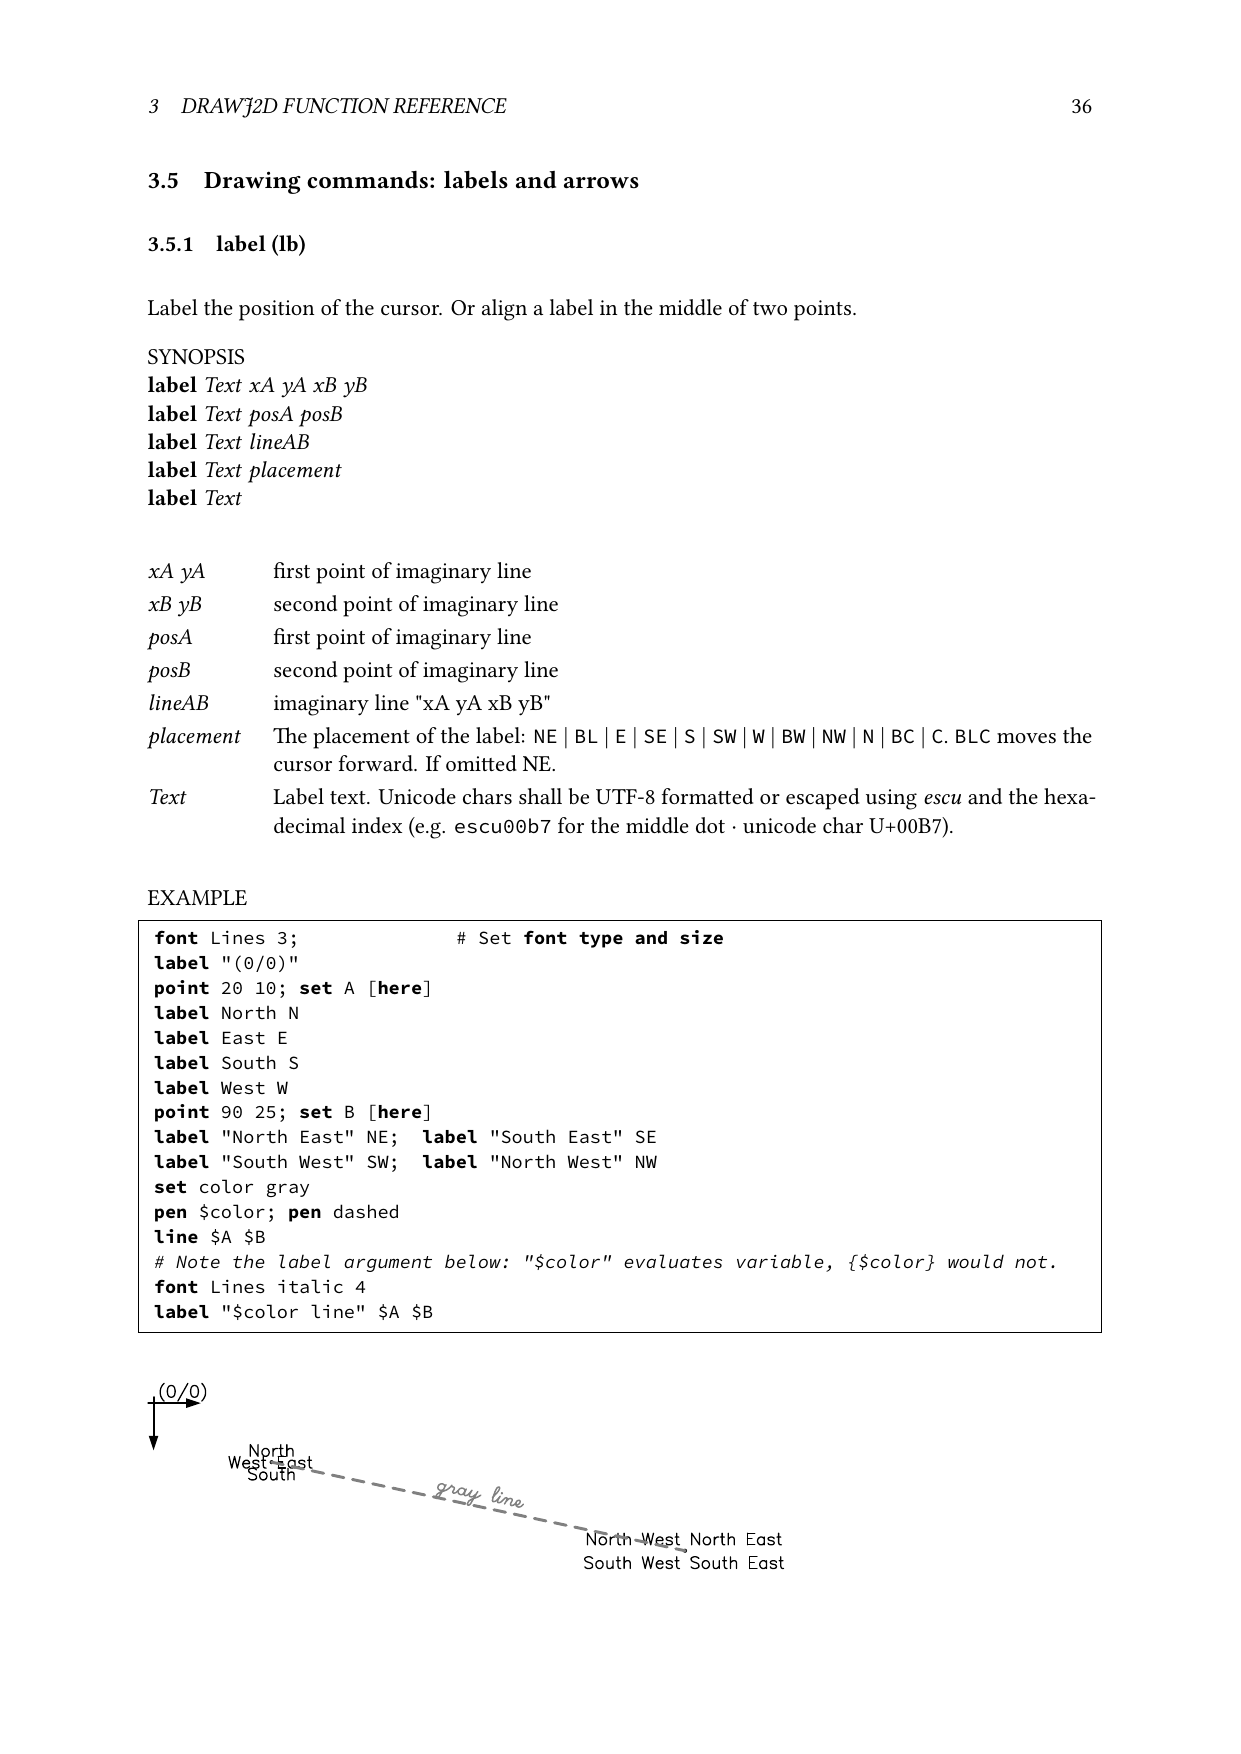 3 DRAWJ2D FUNCTION REFERENCE 36
3.5 Drawing commands: labels and arrows
3.5.1 label (lb)
Label the position of the cursor. Or align a label in the middle of two points.
SYNOPSIS
label Text xA yA xB yB
label Text posA posB
label Text lineAB
label Text placement
label Text
xA yA first point of imaginary line
xB yB second point of imaginary line
posA first point of imaginary line
posB second point of imaginary line
lineAB imaginary line "xA yA xB yB"
placement The placement of the label: NE | BL | E | SE | S | SW | W | BW | NW | N | BC | C. BLC moves the
cursor forward. If omitted NE.
Text Label text. Unicode chars shall be UTF-8 formatted or escaped using escu and the hexa-
decimal index (e.g. escu00b7 for the middle dot · unicode char U+00B7).
EXAMPLE
font Lines 3; # Set font type and size
label "(0/0)"
point 20 10; set A [here]
label North N
label East E
label South S
label West W
point 90 25; set B [here]
label "North East" NE; label "South East" SE
label "South West" SW; label "North West" NW
set color gray
pen $color; pen dashed
line $A $B
# Note the label argument below: "$color" evaluates variable, {$color} would not.
font Lines italic 4
label "$color line" $A $B
(0/0)
North
West East
South
gray line
North West North East
South West South East